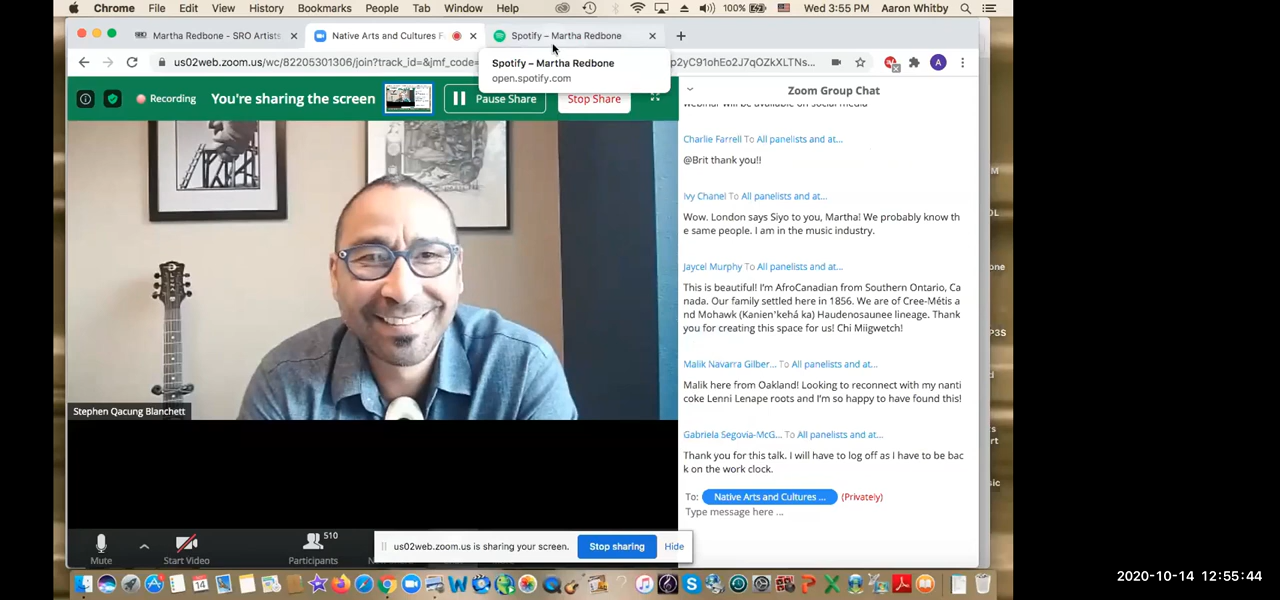 Chrome File Edit View History Bookmarks People Tab Window Help 100% Wed 3:55 PM Aaron Whitby
Martha Redbone - SRO Artists
Native Arts and Cultures F
Spotify – Martha Redbone
us02web.zoom.us/wc/82205301306/join?track_id=&jmf_code=
p2yC91ohEo2J7qOZkXLTNs...
A
Spotify – Martha Redbone
open.spotify.com
Recording
You're sharing the screen
Pause Share
Stop Share
Zoom Group Chat
webinar will be available on social media
Charlie Farrell To All panelists and at...
@Brit thank you!!
Ivy Chanel To All panelists and at...
Wow. London says Siyo to you, Martha! We probably know th
e same people. I am in the music industry.
Jaycel Murphy To All panelists and at...
This is beautiful! I'm AfroCanadian from Southern Ontario, Ca
nada. Our family settled here in 1856. We are of Cree-Métis a
nd Mohawk (Kanien'kehá ka) Haudenosaunee lineage. Thank
you for creating this space for us! Chi Miigwetch!
Malik Navarra Gilber... To All panelists and at...
Malik here from Oakland! Looking to reconnect with my nanti
coke Lenni Lenape roots and I'm so happy to have found this!
Gabriela Segovia-McG... To All panelists and at...
Thank you for this talk. I will have to log off as I have to be bac
k on the work clock.
To: Native Arts and Cultures ... (Privately)
Type message here ...
Stephen Qacung Blanchett
Mute
Start Video
510
Participants
us02web.zoom.us is sharing your screen.
Stop sharing
Hide
2020-10-14 12:55:44